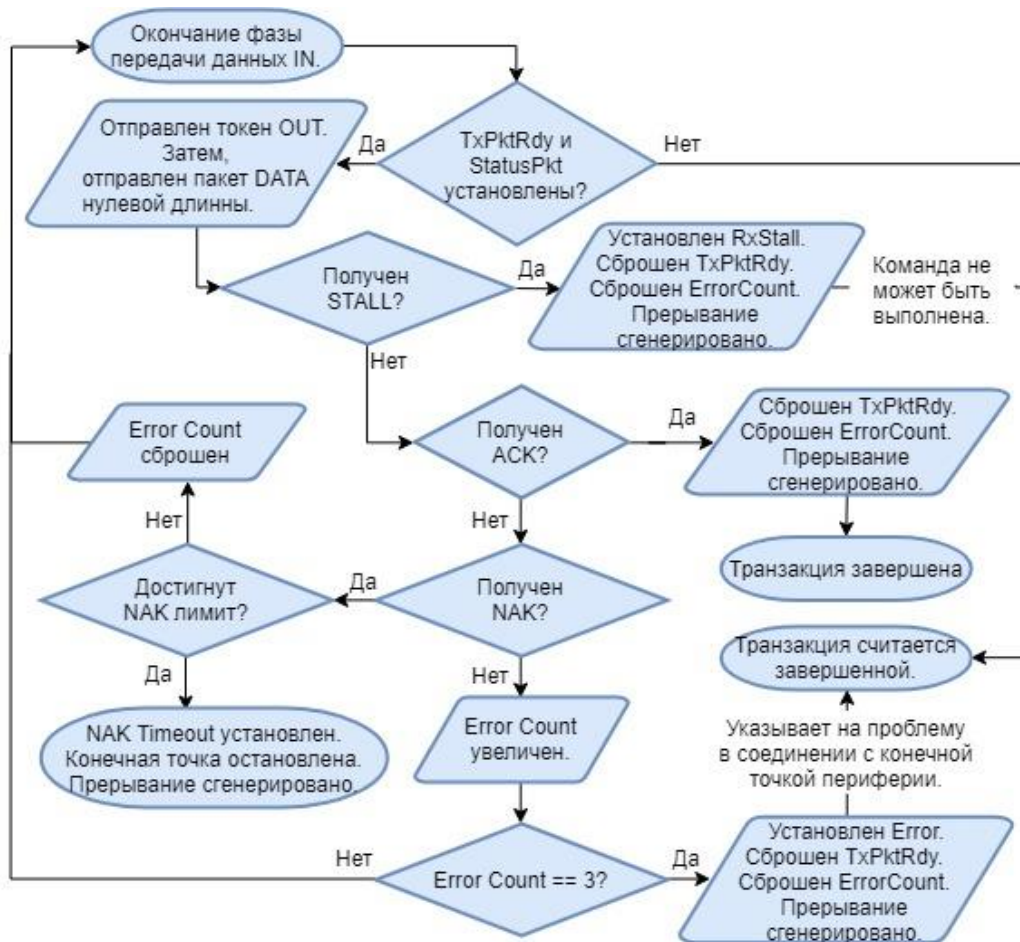 Окончание фазы
передачи данных IN.
TxPktRdy и
StatusPkt
установлены?
Да
Нет
Отправлен токен OUT.
Затем,
отправлен пакет DATA
нулевой длинны.
Получен
STALL?
Да
Нет
Установлен RxStall.
Сброшен TxPktRdy.
Сброшен ErrorCount.
Прерывание
сгенерировано.
Команда не
может быть
выполнена.
Получен
ACK?
Да
Нет
Сброшен TxPktRdy.
Сброшен ErrorCount.
Прерывание
сгенерировано.
Транзакция завершена
Error Count
сброшен
Нет
Достигнут
NAK лимит?
Да
Получен
NAK?
Да
Нет
NAK Timeout установлен.
Конечная точка остановлена.
Прерывание сгенерировано.
Error Count
увеличен.
Транзакция считается
завершенной.
Указывает на проблему
в соединении с конечной
точкой периферии.
Error Count == 3?
Нет
Да
Установлен Error.
Сброшен TxPktRdy.
Сброшен ErrorCount.
Прерывание
сгенерировано.